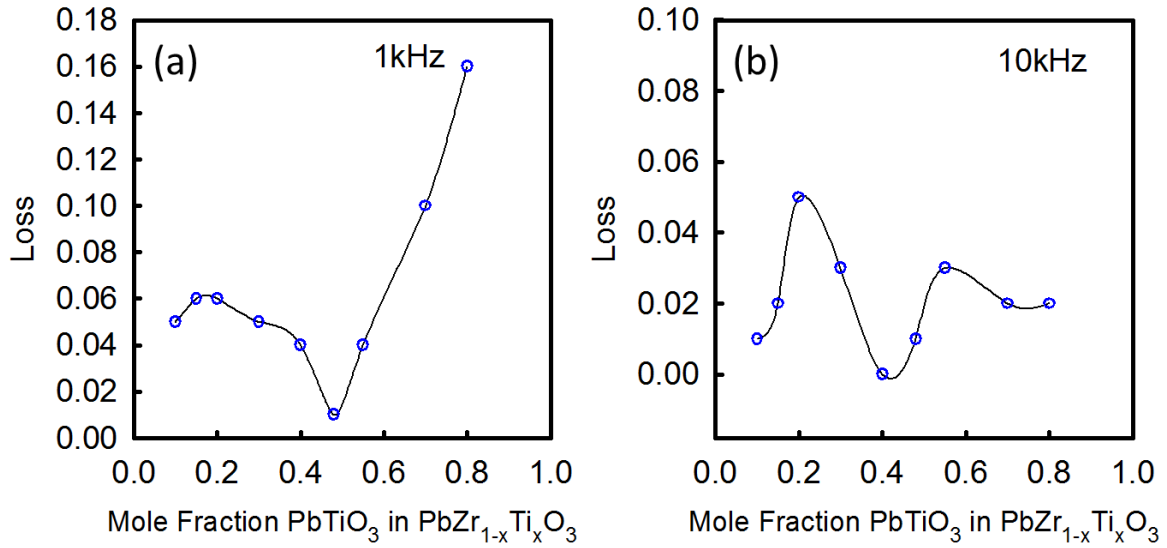 (a)
1kHz
0.18
0.16
0.14
0.12
0.10
0.08
0.06
0.04
0.02
0.00
Loss
0.0 0.2 0.4 0.6 0.8 1.0
Mole Fraction PbTiO₃ in PbZr₁₋ₓTiₓO₃
(b)
10kHz
0.10
0.08
0.06
0.04
0.02
0.00
Loss
0.0 0.2 0.4 0.6 0.8 1.0
Mole Fraction PbTiO₃ in PbZr₁₋ₓTiₓO₃